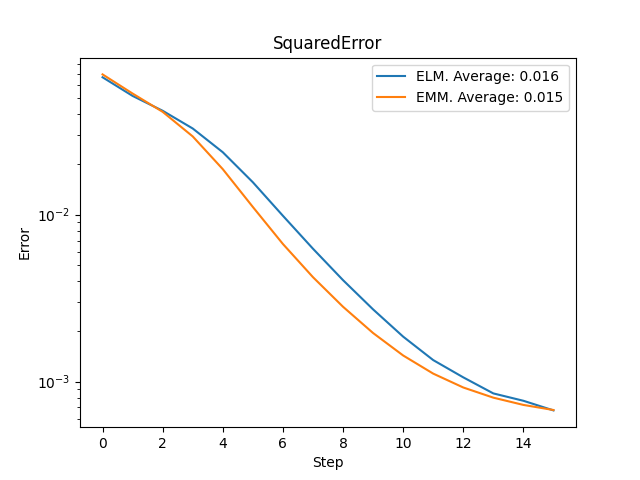 SquaredError
ELM. Average: 0.016
EMM. Average: 0.015
Error
10⁻²
10⁻³
0 2 4 6 8 10 12 14
Step